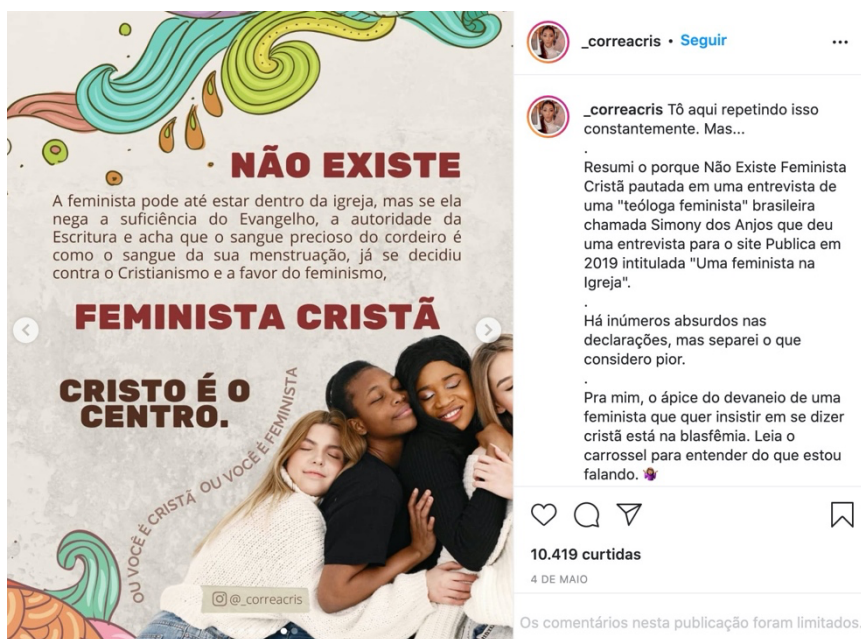 NÃO EXISTE
A feminista pode até estar dentro da igreja, mas se ela
nega a suficiência do Evangelho, a autoridade da
Escritura e acha que o sangue precioso do cordeiro é
como o sangue da sua menstruação, já se decidiu
contra o Cristianismo e a favor do feminismo,
FEMINISTA CRISTÃ
CRISTO É O
CENTRO.
OU VOCÊ É CRISTÃ OU VOCÊ É FEMINISTA
@_correacris
_correacris • Seguir
_correacris Tô aqui repetindo isso
constantemente. Mas...
.
Resumi o porque Não Existe Feminista
Cristã pautada em uma entrevista de
uma "teóloga feminista" brasileira
chamada Simony dos Anjos que deu
uma entrevista para o site Publica em
2019 intitulada "Uma feminista na
Igreja".
.
Há inúmeros absurdos nas
declarações, mas separei o que
considero pior.
.
Pra mim, o ápice do devaneio de uma
feminista que quer insistir em se dizer
cristã está na blasfêmia. Leia o
carrossel para entender do que estou
falando. 🤷🏾‍♀️
10.419 curtidas
4 DE MAIO
Os comentários nesta publicação foram limitados.